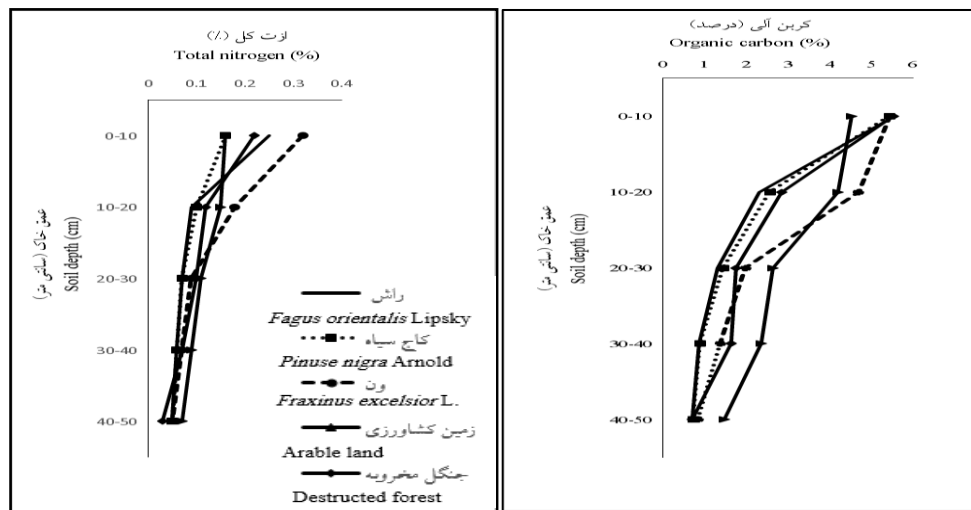 ازت کل (٪)
Total nitrogen (%)
0 0.1 0.2 0.3 0.4
0-10
10-20
20-30
30-40
40-50
عمق خاک (سانتی متر)
Soil depth (cm)
راش
Fagus orientalis Lipsky
کاج سیاه
Pinuse nigra Arnold
ون
Fraxinus excelsior L.
زمین کشاورزی
Arable land
جنگل مخروبه
Destructed forest
کربن آلی (درصد)
Organic carbon (%)
0 1 2 3 4 5 6
0-10
10-20
20-30
30-40
40-50
عمق خاک (سانتی متر)
Soil depth (cm)